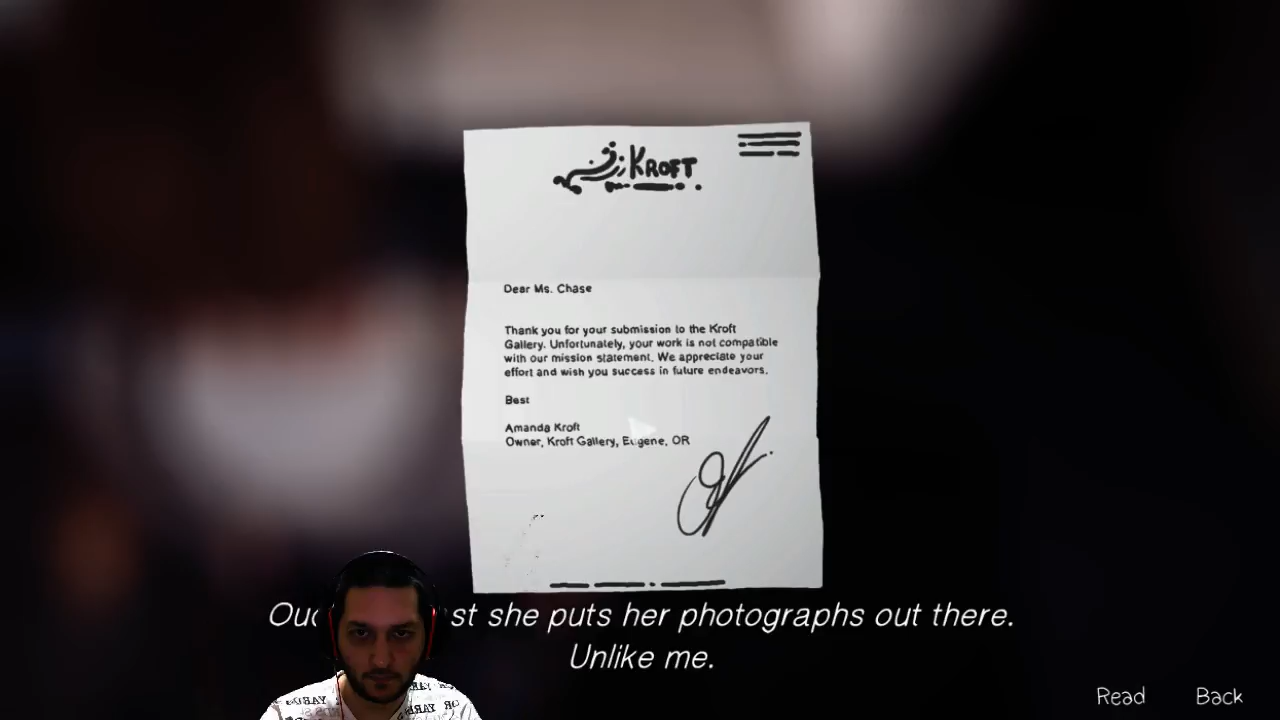 KROFT
Dear Ms. Chase
Thank you for your submission to the Kroft
Gallery. Unfortunately, your work is not compatible
with our mission statement. We appreciate your
effort and wish you success in future endeavors.
Best
Amanda Kroft
Owner, Kroft Gallery, Eugene, OR
she puts her photographs out there.
Unlike me.
Read
Back